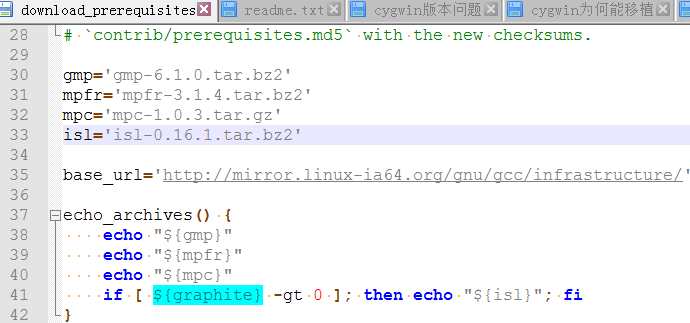 download_prerequisites readme.txt cygwin版本问题 cygwin为何能移植
28 # `contrib/prerequisites.md5` with the new checksums.
29
30 gmp='gmp-6.1.0.tar.bz2'
31 mpfr='mpfr-3.1.4.tar.bz2'
32 mpc='mpc-1.0.3.tar.gz'
33 isl='isl-0.16.1.tar.bz2'
34
35 base_url='http://mirror.linux-ia64.org/gnu/gcc/infrastructure/'
36
37 echo_archives() {
38 echo "${gmp}"
39 echo "${mpfr}"
40 echo "${mpc}"
41 if [ ${graphite} -gt 0 ]; then echo "${isl}"; fi
42 }